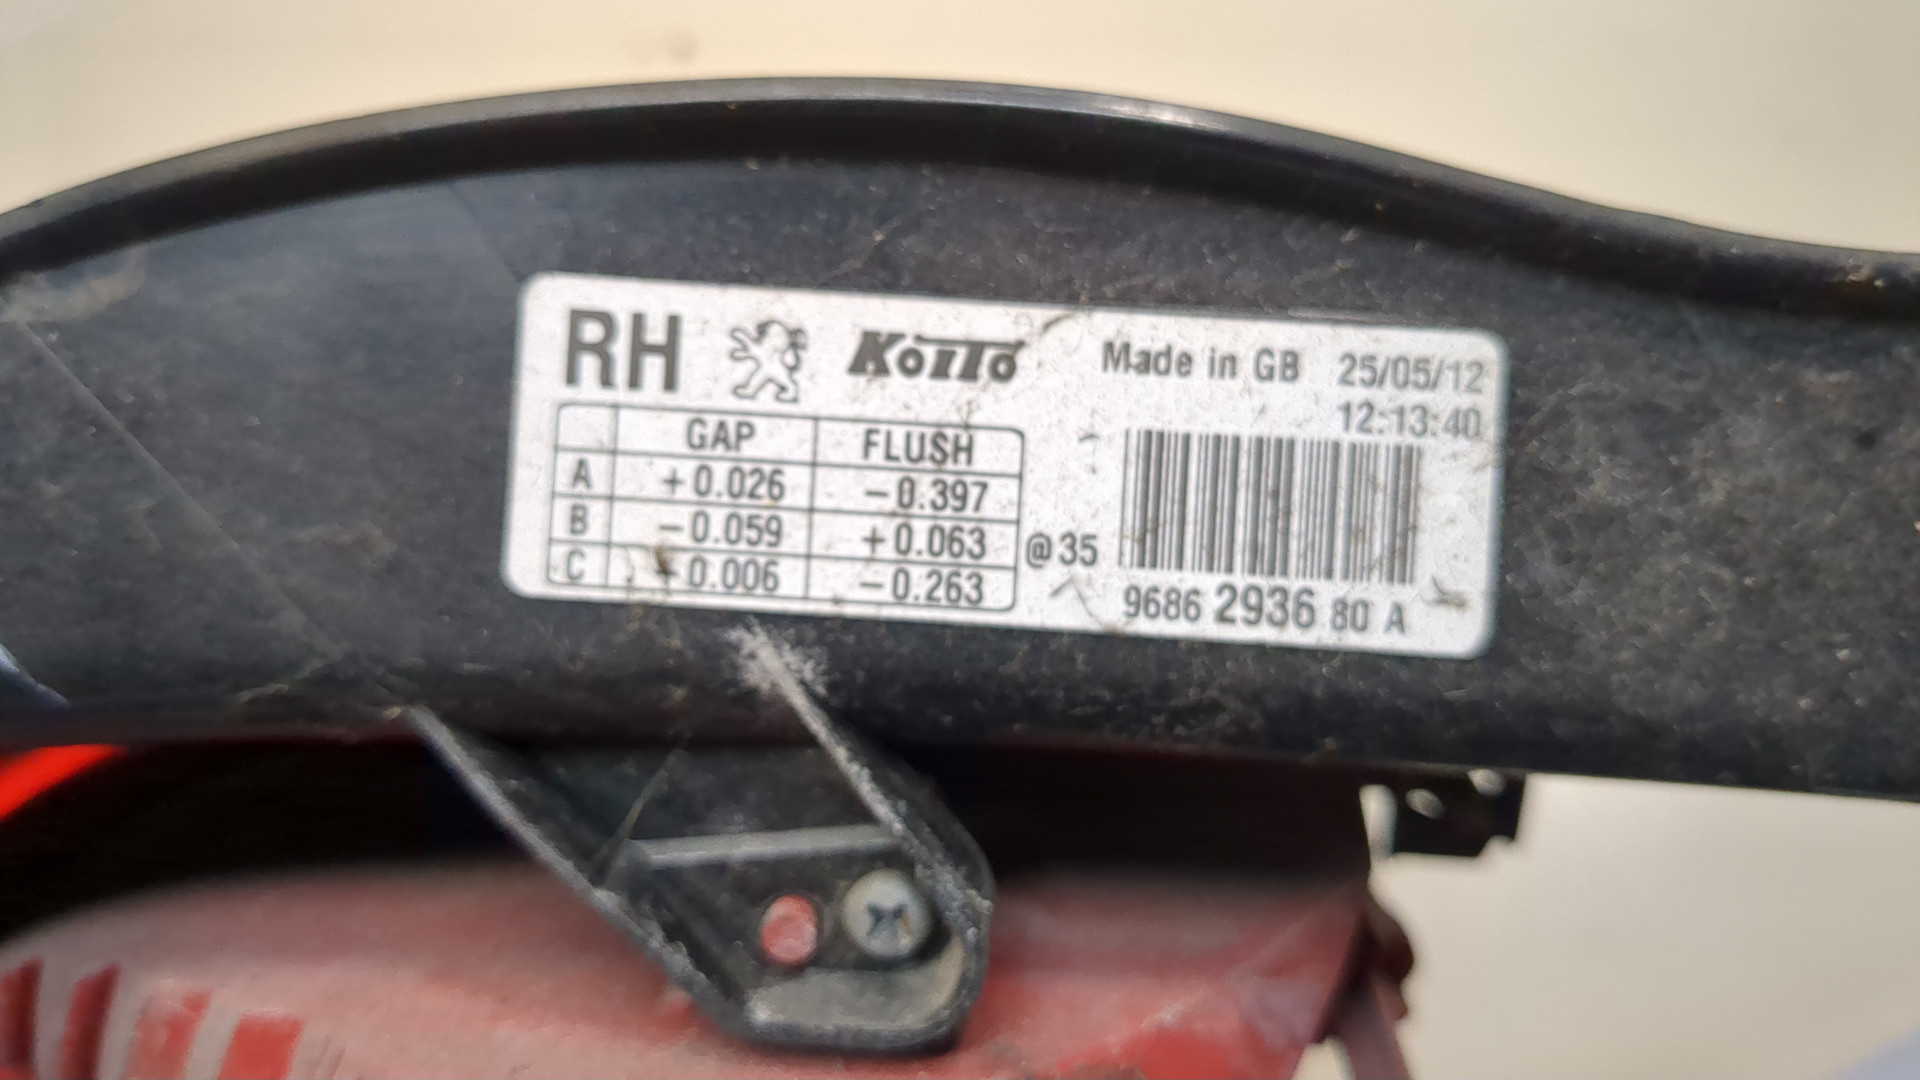 RH KOITO Made in GB 25/05/12
12:13:40
GAP FLUSH
A +0.026 -0.397
B -0.059 +0.063
C 0.006 -0.263
@35
9686 2936 80 A